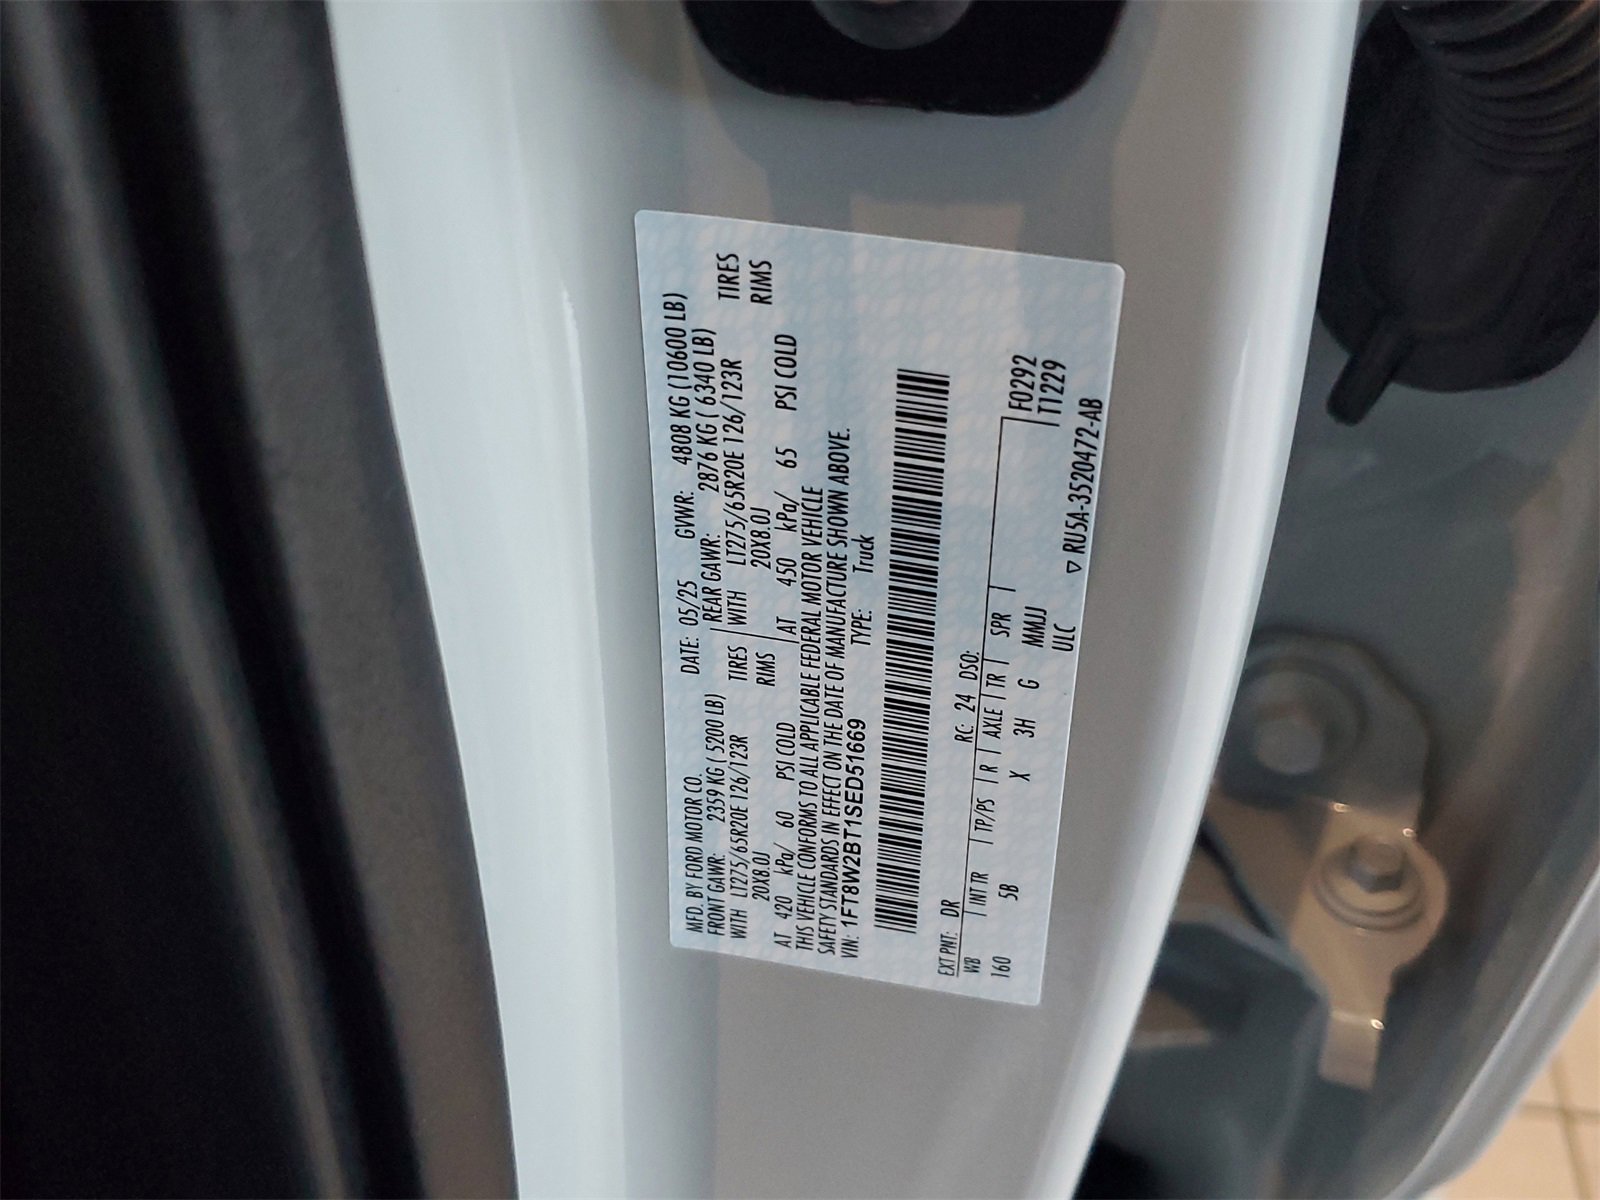 MFD. BY FORD MOTOR CO. DATE: 05/25 GVWR: 4808 KG (10600 LB)
FRONT GAWR: 2359 KG ( 5200 LB) REAR GAWR: 2876 KG ( 6340 LB)
WITH LT275/65R20E 126/123R TIRES WITH LT275/65R20E 126/123R TIRES
20X8.0J RIMS 20X8.0J RIMS
AT 420 kPa/ 60 PSI COLD AT 450 kPa/ 65 PSI COLD
THIS VEHICLE CONFORMS TO ALL APPLICABLE FEDERAL MOTOR VEHICLE
SAFETY STANDARDS IN EFFECT ON THE DATE OF MANUFACTURE SHOWN ABOVE.
VIN: 1FT8W2BT1SED51669 TYPE: Truck
EXT PNT: DR RC: 24 DSO:
WB INT TR TP/PS R AXLE TR SPR F0292
160 5B X 3H G MMJJ T1229
ULC ▽ RU5A-3520472-AB